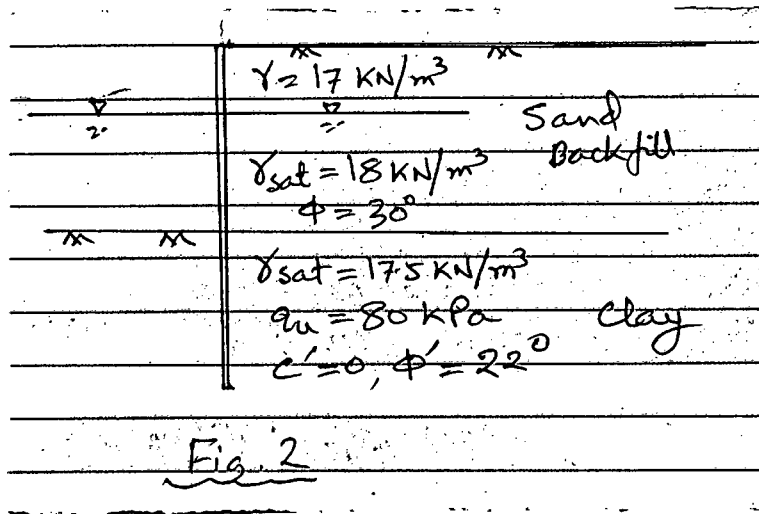 γ = 17 KN/m³
Sand
Backfill
γsat = 18 KN/m³
Φ = 30°
γsat = 17.5 KN/m³
qu = 80 kPa
Clay
c' = 0, Φ' = 22°
Fig. 2